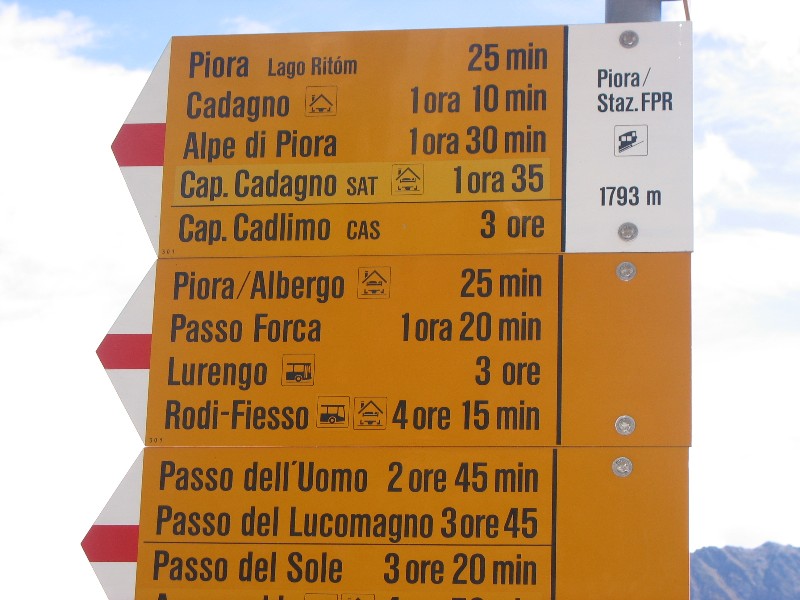 Piora Lago Ritóm 25 min
Cadagno 1 ora 10 min
Alpe di Piora 1 ora 30 min
Cap. Cadagno SAT 1 ora 35
Cap. Cadlimo CAS 3 ore
Piora/
Staz. FPR
1793 m
Piora/Albergo 25 min
Passo Forca 1 ora 20 min
Lurengo 3 ore
Rodi-Fiesso 4 ore 15 min
Passo dell'Uomo 2 ore 45 min
Passo del Lucomagno 3 ore 45
Passo del Sole 3 ore 20 min